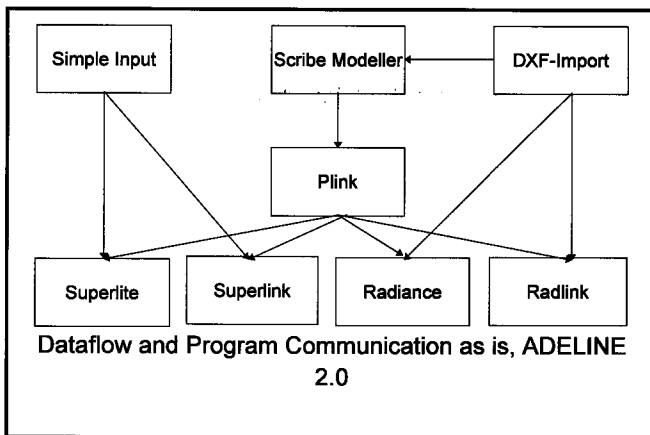 Simple Input
Scribe Modeller
DXF-Import
Plink
Superlite
Superlink
Radiance
Radlink
Dataflow and Program Communication as is, ADELINE
2.0